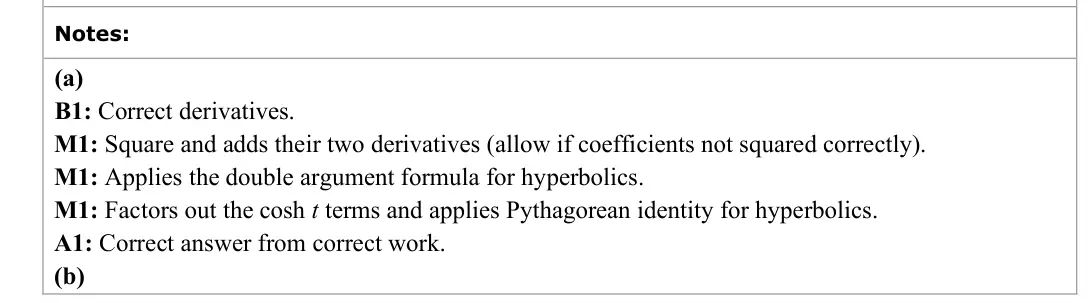 Notes:
(a)
B1: Correct derivatives.
M1: Square and adds their two derivatives (allow if coefficients not squared correctly).
M1: Applies the double argument formula for hyperbolics.
M1: Factors out the cosh t terms and applies Pythagorean identity for hyperbolics.
A1: Correct answer from correct work.
(b)